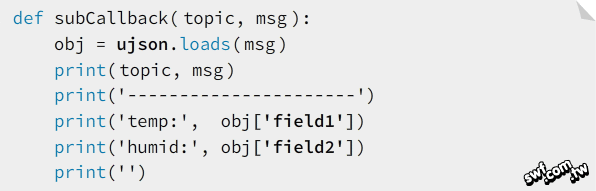 def subCallback(topic, msg):
    obj = ujson.loads(msg)
    print(topic, msg)
    print('----------------------')
    print('temp:',  obj['field1'])
    print('humid:', obj['field2'])
    print('')
swf.com.tw